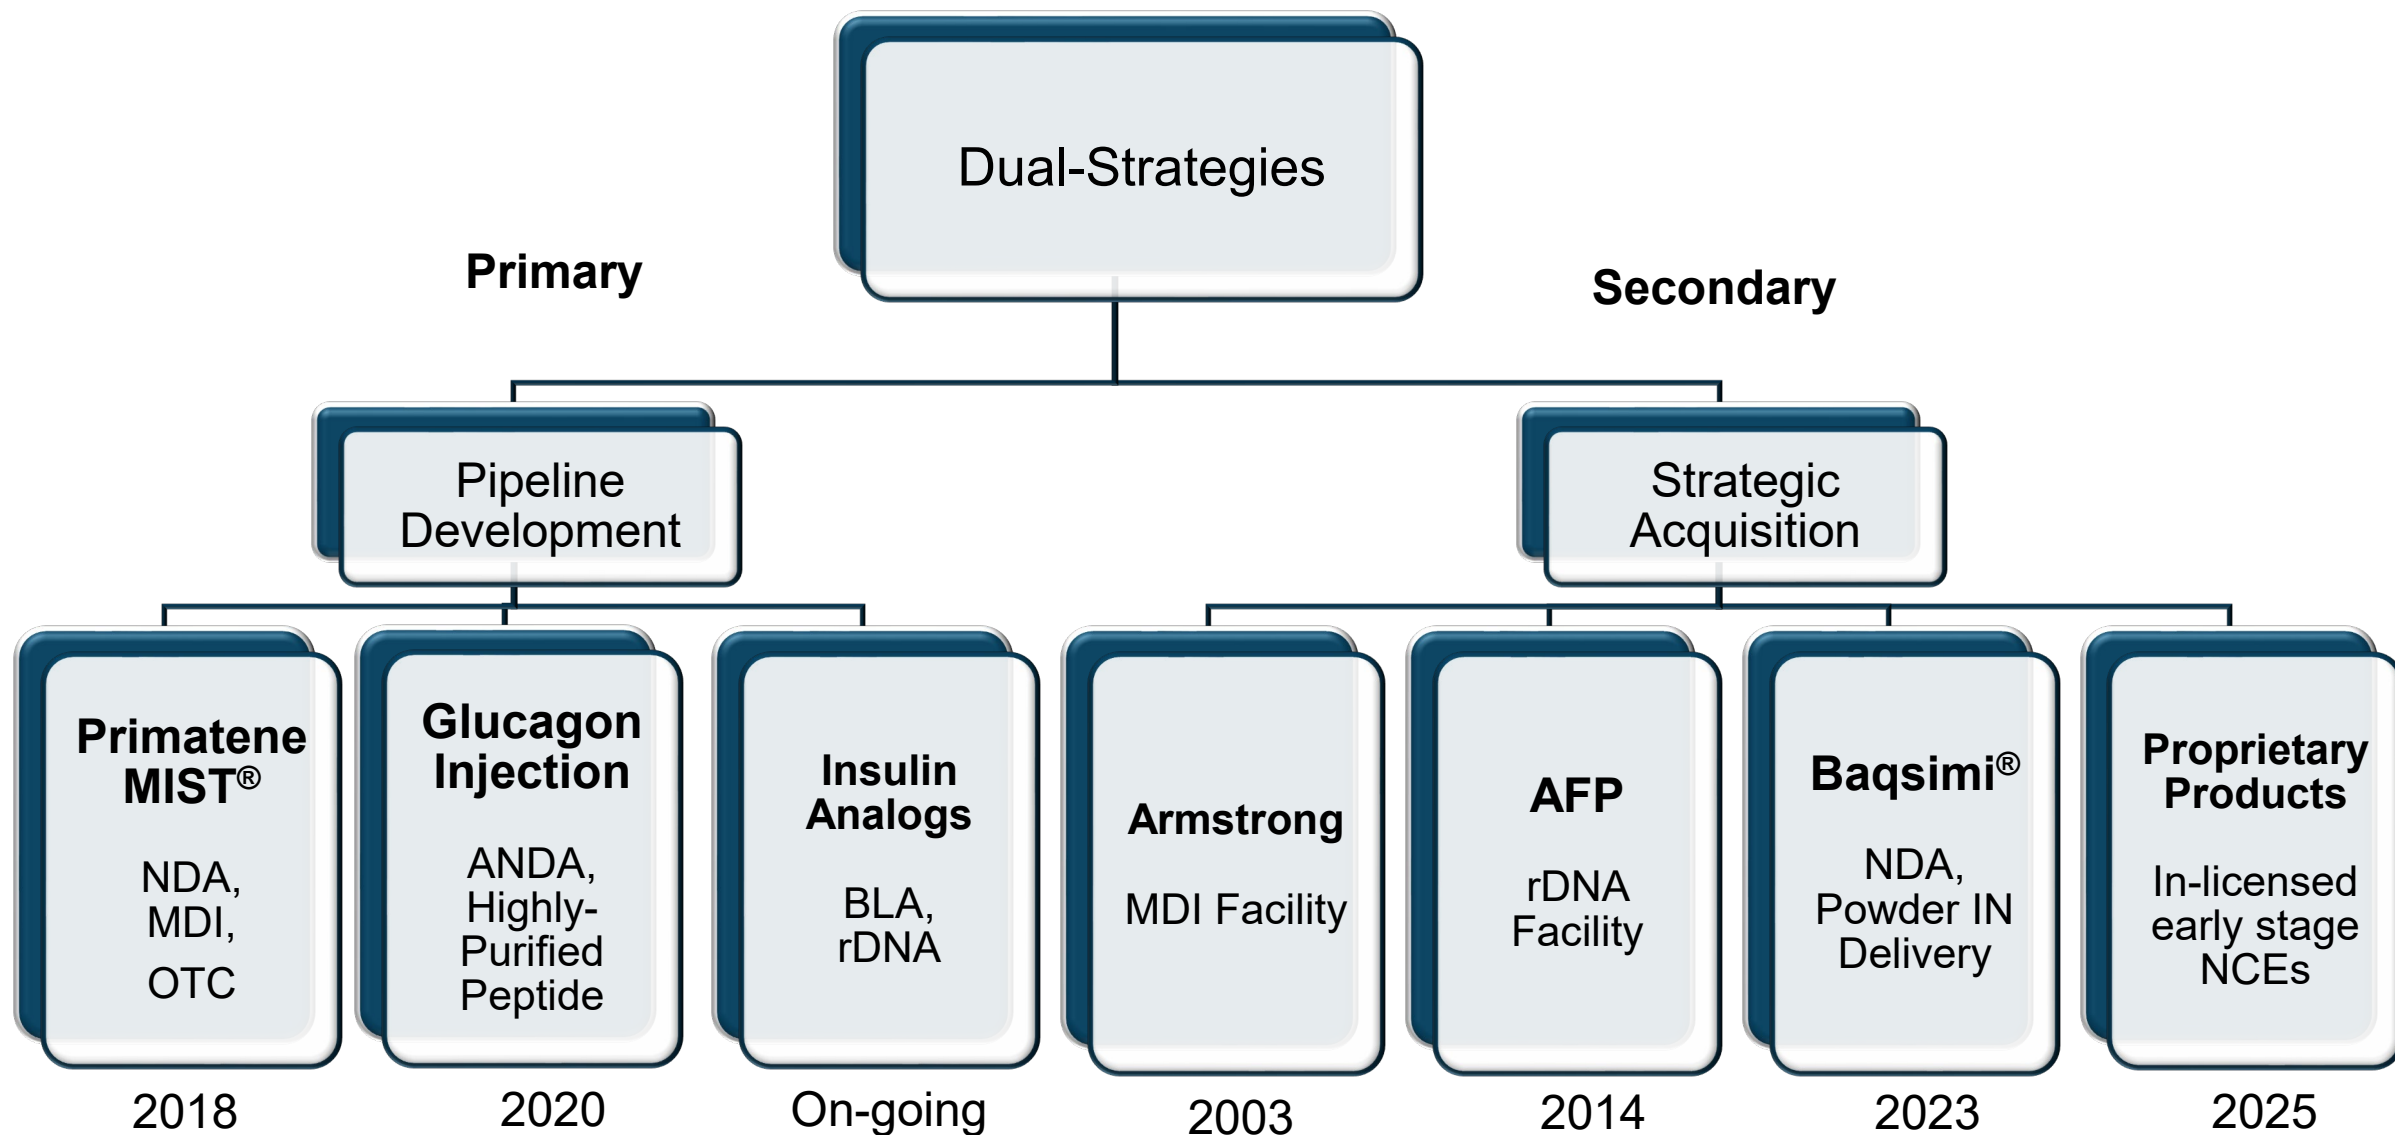 Dual-Strategies
Primary
Secondary
Pipeline
Development
Strategic
Acquisition
Primatene
MIST®
NDA,
MDI,
OTC
2018
Glucagon
Injection
ANDA,
Highly-
Purified
Peptide
2020
Insulin
Analogs
BLA,
rDNA
On-going
Armstrong
MDI Facility
2003
AFP
rDNA
Facility
2014
Baqsimi®
NDA,
Powder IN
Delivery
2023
Proprietary
Products
In-licensed
early stage
NCEs
2025